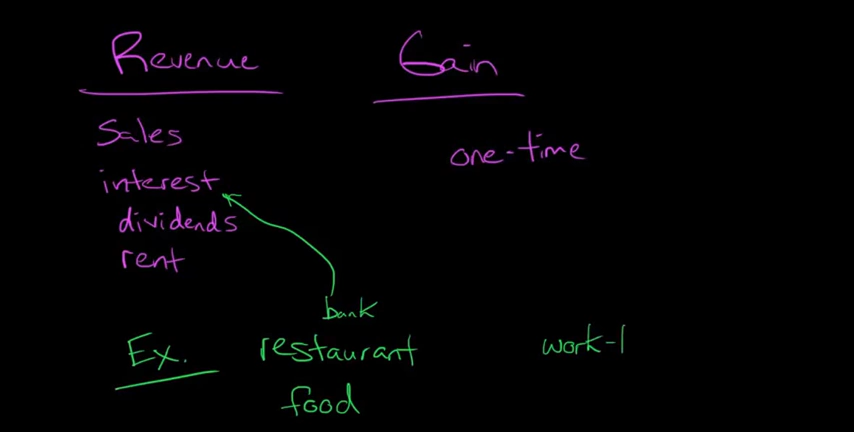 Revenue Gain
Sales
one-time
interest
dividends
rent
bank
Ex. restaurant work-l
food